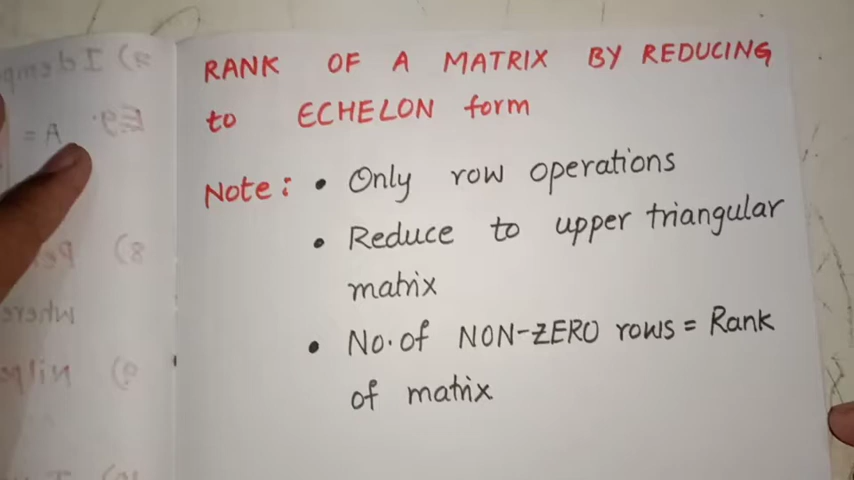 RANK OF A MATRIX BY REDUCING
to ECHELON form
Note: • Only row operations
• Reduce to upper triangular
matrix
• No. of NON-ZERO rows = Rank
of matrix